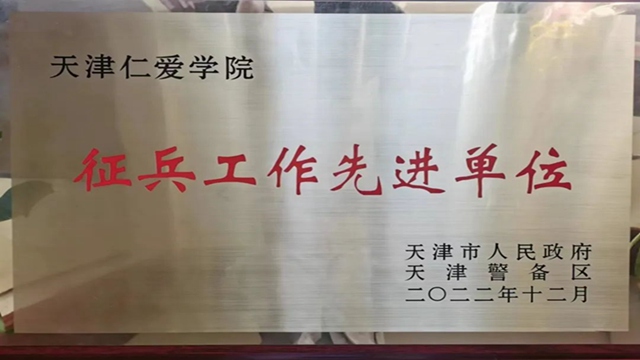 天津仁爱学院
征兵工作先进单位
天津市人民政府
天津警备区
二〇二二年十二月